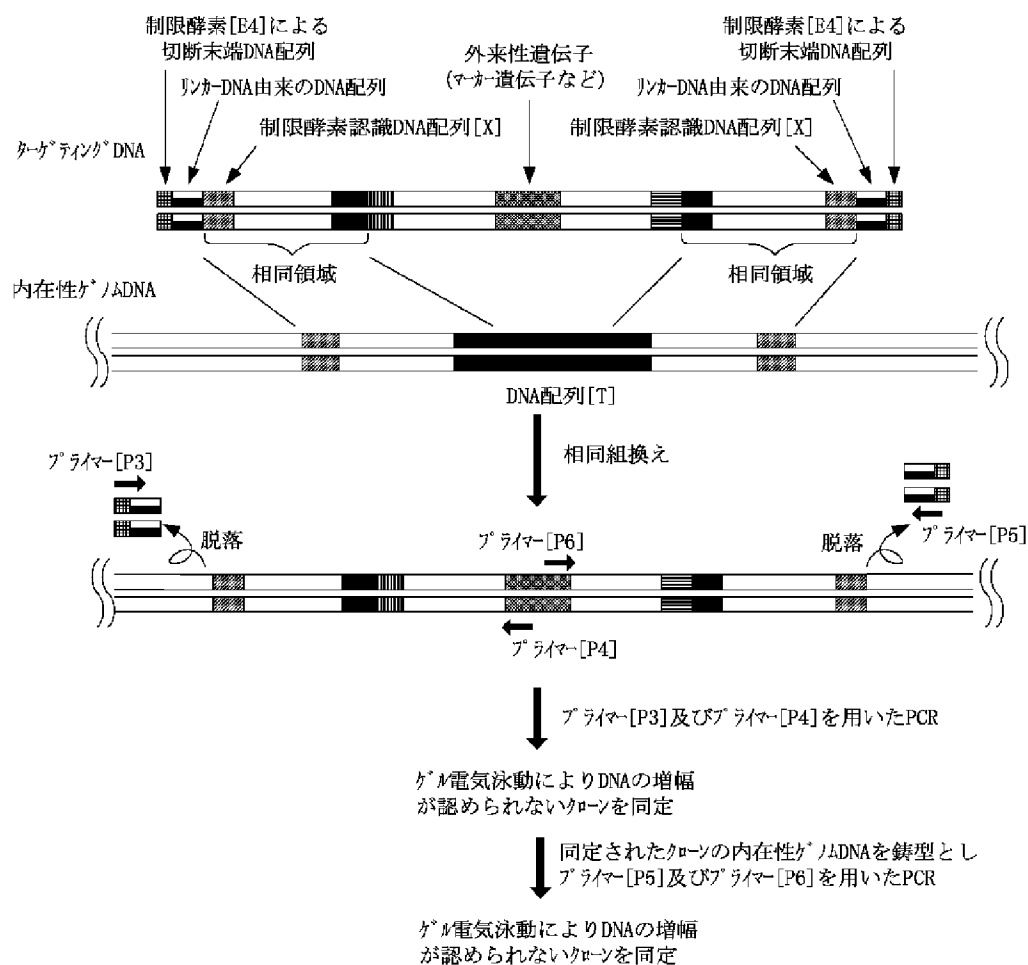 制限酵素[E4]による
切断末端DNA配列
リンカーDNA由来のDNA配列
制限酵素認識DNA配列[X]
外来性遺伝子
(マーカー遺伝子など)
制限酵素[E4]による
切断末端DNA配列
リンカーDNA由来のDNA配列
制限酵素認識DNA配列[X]
ターゲティングDNA
相同領域
相同領域
内在性ゲノムDNA
DNA配列[T]
相同組換え
プライマー[P3]
脱落
プライマー[P6]
脱落
プライマー[P5]
プライマー[P4]
プライマー[P3]及びプライマー[P4]を用いたPCR
ゲル電気泳動によりDNAの増幅
が認められないクローンを同定
同定されたクローンの内在性ゲノムDNAを鋳型とし
プライマー[P5]及びプライマー[P6]を用いたPCR
ゲル電気泳動によりDNAの増幅
が認められないクローンを同定